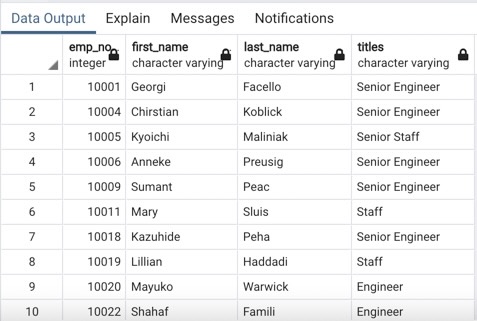 Data Output Explain Messages Notifications
emp_no first_name last_name titles
integer character varying character varying character varying
1 10001 Georgi Facello Senior Engineer
2 10004 Chirstian Koblick Senior Engineer
3 10005 Kyoichi Maliniak Senior Staff
4 10006 Anneke Preusig Senior Engineer
5 10009 Sumant Peac Senior Engineer
6 10011 Mary Sluis Staff
7 10018 Kazuhide Peha Senior Engineer
8 10019 Lillian Haddadi Staff
9 10020 Mayuko Warwick Engineer
10 10022 Shahaf Famili Engineer